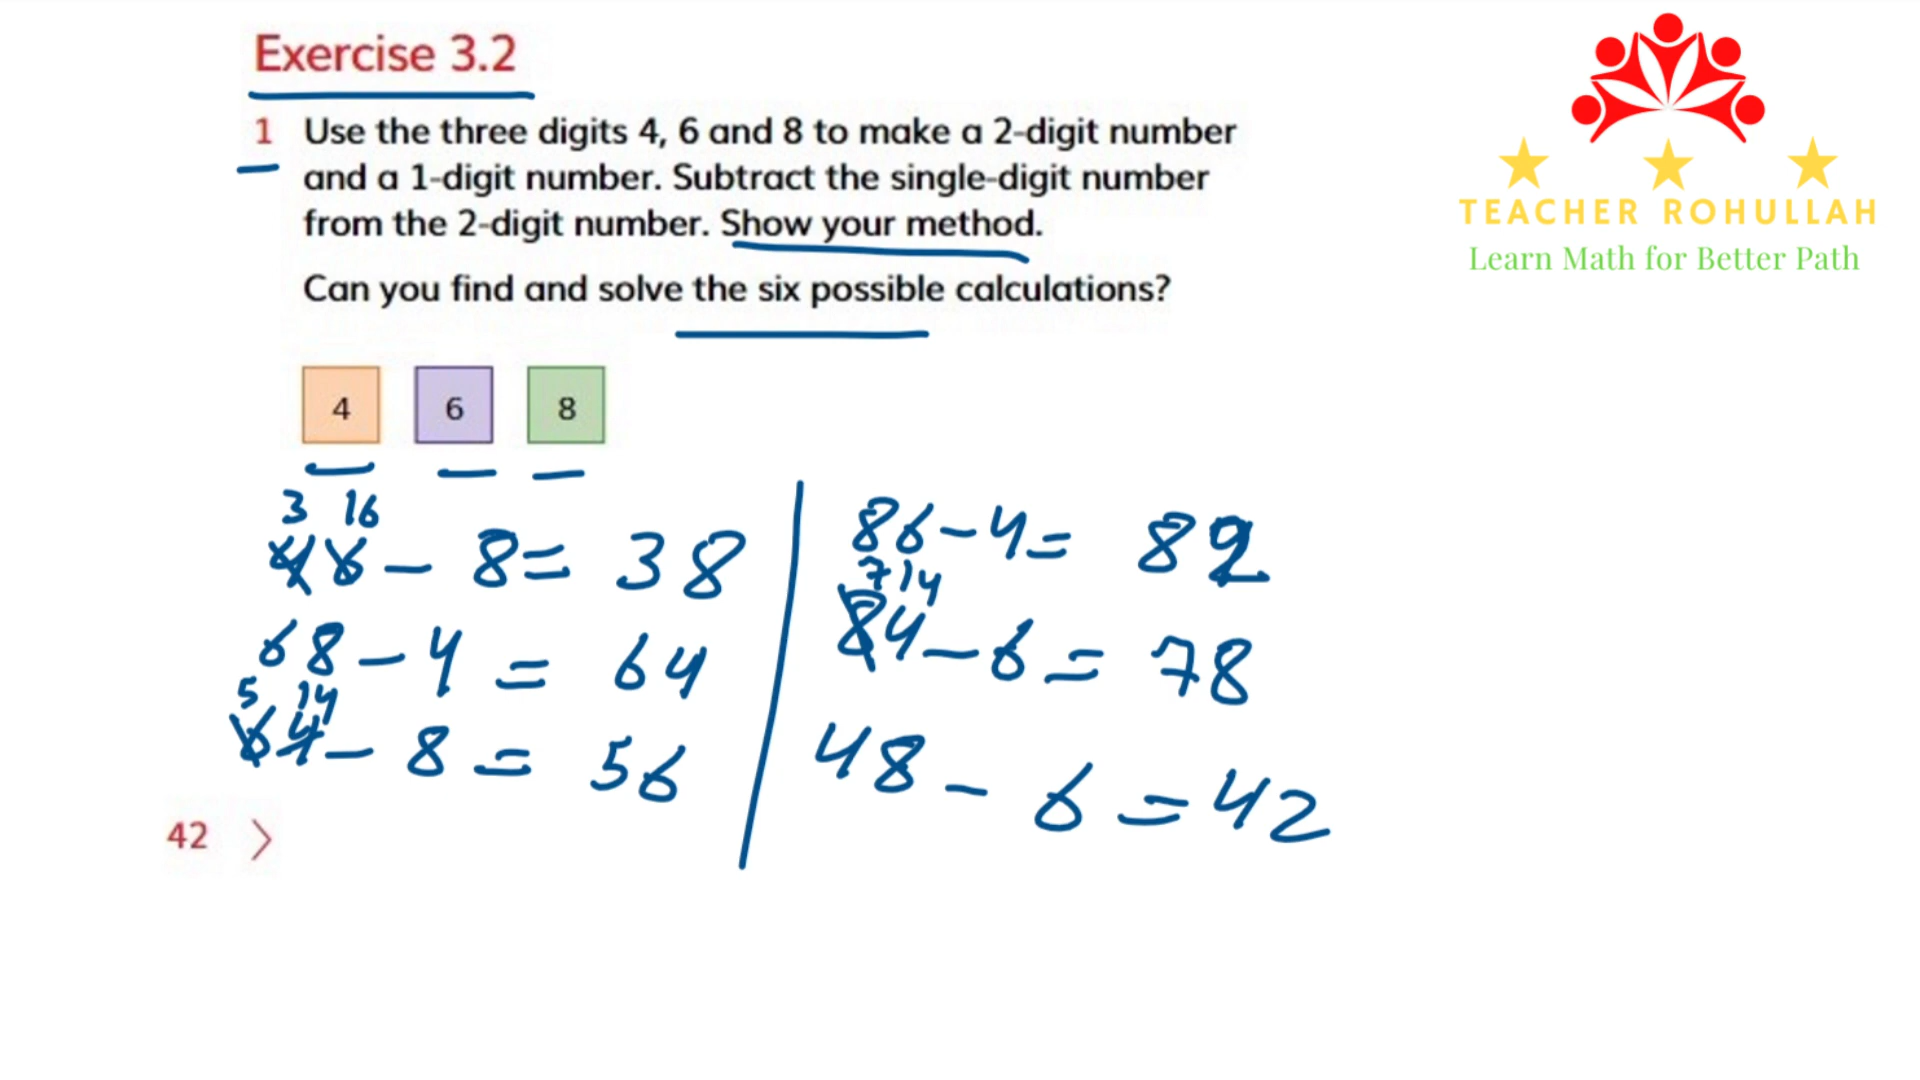 Exercise 3.2
1 Use the three digits 4, 6 and 8 to make a 2-digit number
and a 1-digit number. Subtract the single-digit number
from the 2-digit number. Show your method.
Can you find and solve the six possible calculations?
4 6 8
3 16
46 - 8 = 38
68 - 4 = 64
5 14
64 - 8 = 56
86 - 4 = 82
7 14
84 - 6 = 78
48 - 6 = 42
42 >
TEACHER ROHULLAH
Learn Math for Better Path